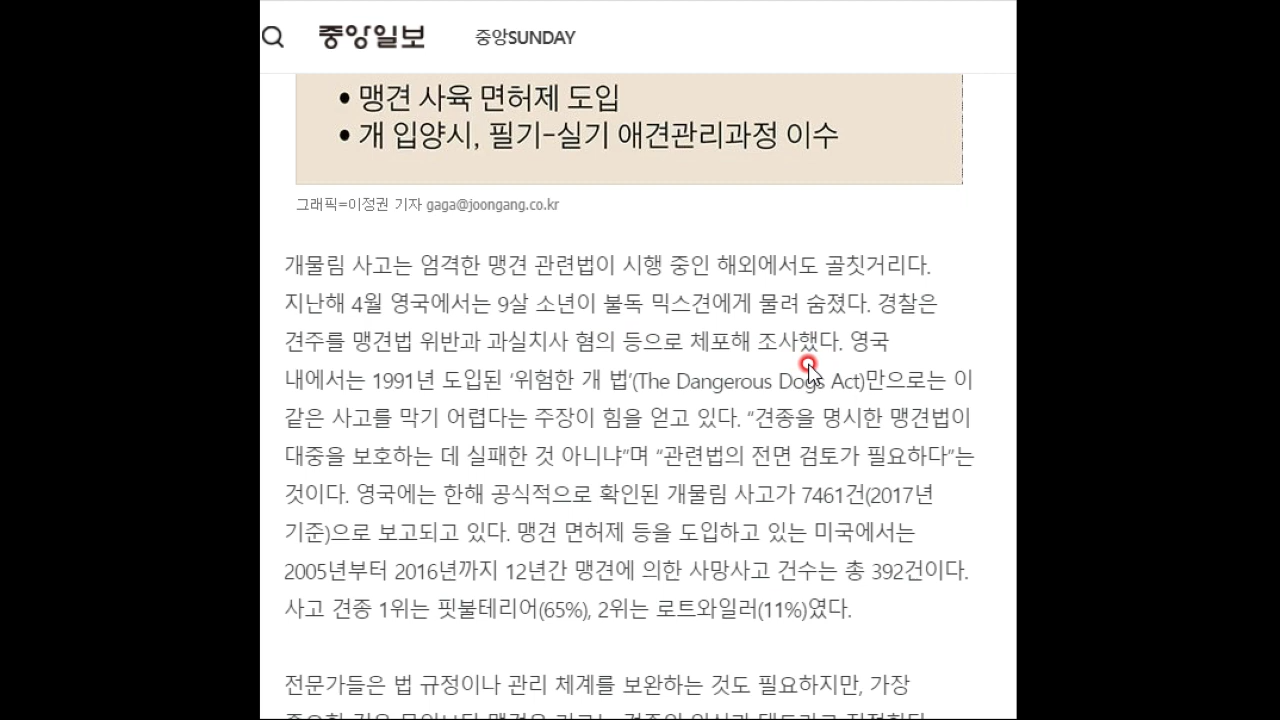 중앙일보 중앙SUNDAY
• 맹견 사육 면허제 도입
• 개 입양시, 필기-실기 애견관리과정 이수
그래픽=이정권 기자 gaga@joongang.co.kr
개물림 사고는 엄격한 맹견 관련법이 시행 중인 해외에서도 골칫거리다.
지난해 4월 영국에서는 9살 소년이 불독 믹스견에게 물려 숨졌다. 경찰은
견주를 맹견법 위반과 과실치사 혐의 등으로 체포해 조사했다. 영국
내에서는 1991년 도입된 ‘위험한 개 법’(The Dangerous Dogs Act)만으로는 이
같은 사고를 막기 어렵다는 주장이 힘을 얻고 있다. “견종을 명시한 맹견법이
대중을 보호하는 데 실패한 것 아니냐”며 “관련법의 전면 검토가 필요하다”는
것이다. 영국에는 한해 공식적으로 확인된 개물림 사고가 7461건(2017년
기준)으로 보고되고 있다. 맹견 면허제 등을 도입하고 있는 미국에서는
2005년부터 2016년까지 12년간 맹견에 의한 사망사고 건수는 총 392건이다.
사고 견종 1위는 핏불테리어(65%), 2위는 로트와일러(11%)였다.
전문가들은 법 규정이나 관리 체계를 보완하는 것도 필요하지만, 가장